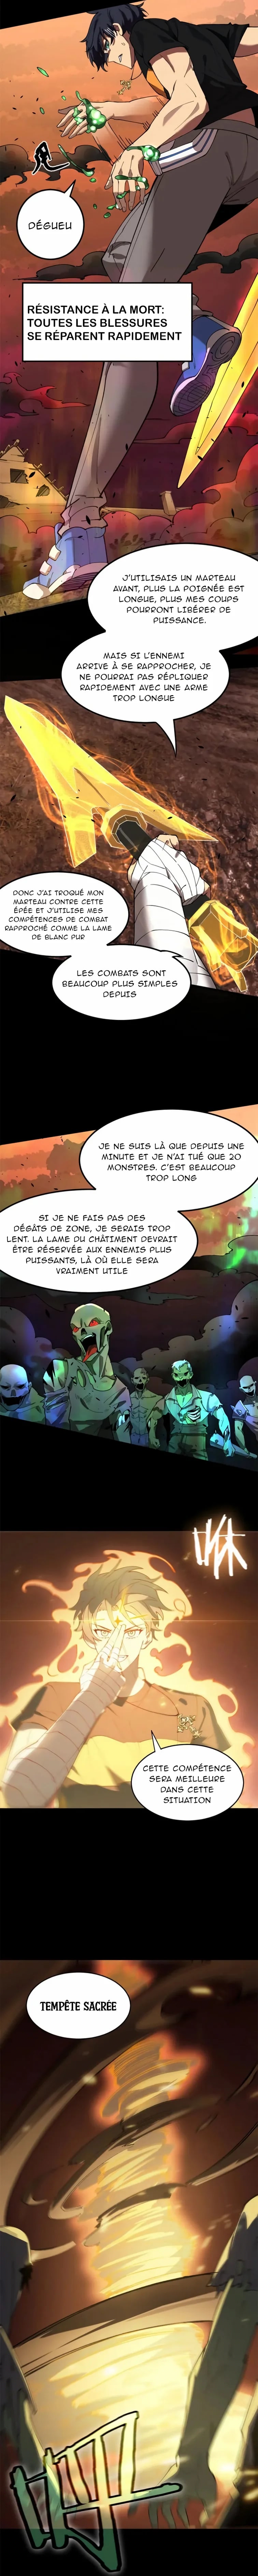 DÉGUEU
RÉSISTANCE À LA MORT:
TOUTES LES BLESSURES
SE RÉPARENT RAPIDEMENT
J'UTILISAIS UN MARTEAU
AVANT, PLUS LA POIGNÉE EST
LONGUE, PLUS MES COUPS
POURRONT LIBÉRER DE
PUISSANCE.
MAIS SI L'ENNEMI
ARRIVE À SE RAPPROCHER, JE
NE POURRAI PAS RÉPLIQUER
RAPIDEMENT AVEC UNE ARME
TROP LONGUE
DONC J'AI TROQUÉ MON
MARTEAU CONTRE CETTE
ÉPÉE ET J'UTILISE MES
COMPÉTENCES DE COMBAT
RAPPROCHÉ COMME LA LAME
DE BLANC PUR
LES COMBATS SONT
BEAUCOUP PLUS SIMPLES
DEPUIS
JE NE SUIS LÀ QUE DEPUIS UNE
MINUTE ET JE N'AI TUÉ QUE 20
MONSTRES. C'EST BEAUCOUP
TROP LONG
SI JE NE FAIS PAS DES
DÉGÂTS DE ZONE, JE SERAIS TROP
LENT. LA LAME DU CHÂTIMENT DEVRAIT
ÊTRE RÉSERVÉE AUX ENNEMIS PLUS
PUISSANTS, LÀ OÙ ELLE SERA
VRAIMENT UTILE
CETTE COMPÉTENCE
SERA MEILLEURE
DANS CETTE
SITUATION
TEMPÊTE SACRÉE